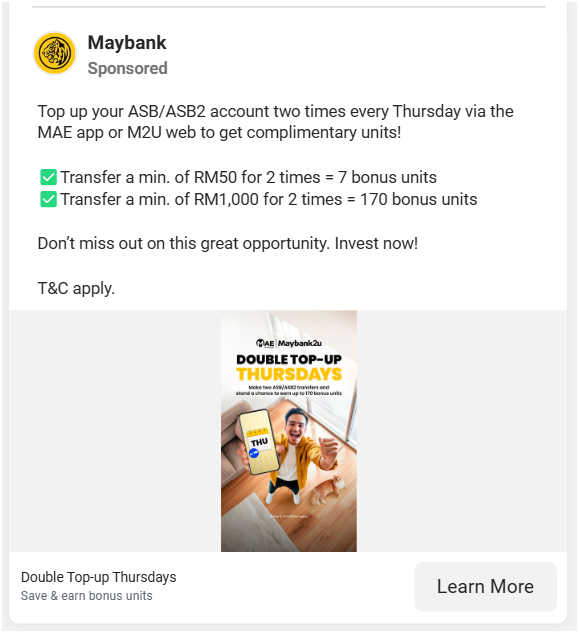 Maybank
Sponsored
Top up your ASB/ASB2 account two times every Thursday via the
MAE app or M2U web to get complimentary units!
✅Transfer a min. of RM50 for 2 times = 7 bonus units
✅Transfer a min. of RM1,000 for 2 times = 170 bonus units
Don’t miss out on this great opportunity. Invest now!
T&C apply.
MAE | Maybank2u
DOUBLE TOP-UP
THURSDAYS
Make two ASB/ASB2 transfers and
stand a chance to earn up to 170 bonus units
THU
Double Top-up Thursdays
Save & earn bonus units
Learn More